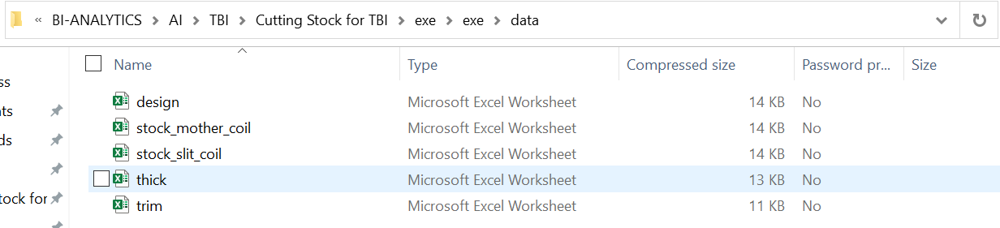 « BI-ANALYTICS > AI > TBI > Cutting Stock for TBI > exe > exe > data
Name Type Compressed size Password pr... Size
ss
design Microsoft Excel Worksheet 14 KB No
nts
stock_mother_coil Microsoft Excel Worksheet 14 KB No
ds
stock_slit_coil Microsoft Excel Worksheet 14 KB No
thick Microsoft Excel Worksheet 13 KB No
tock for
trim Microsoft Excel Worksheet 11 KB No